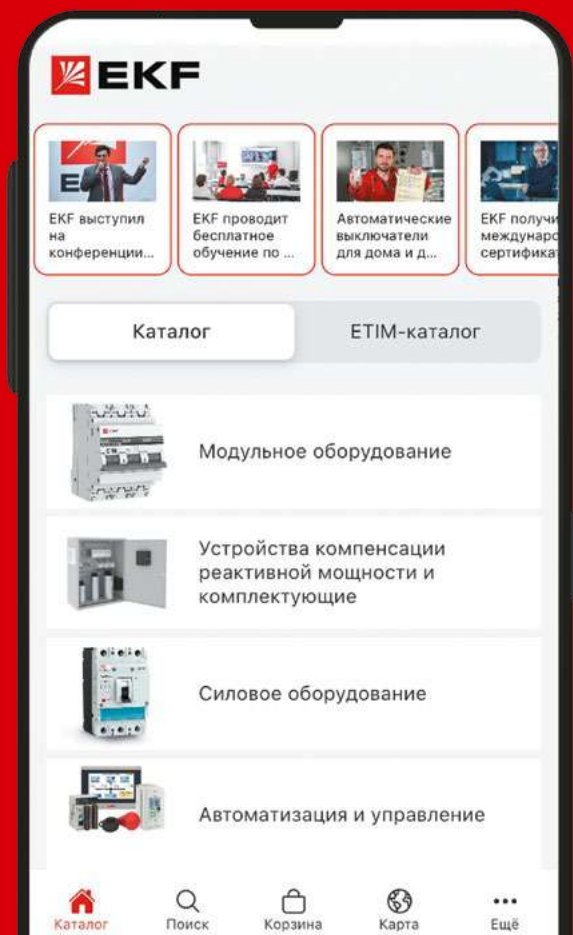 EKF
EKF выступил
на
конференции...
EKF проводит
бесплатное
обучение по ...
Автоматические
выключатели
для дома и д...
EKF получи
междунаро
сертифика
Каталог
ETIM-каталог
Модульное оборудование
Устройства компенсации
реактивной мощности и
комплектующие
Силовое оборудование
Автоматизация и управление
Каталог
Поиск
Корзина
Карта
Ещё